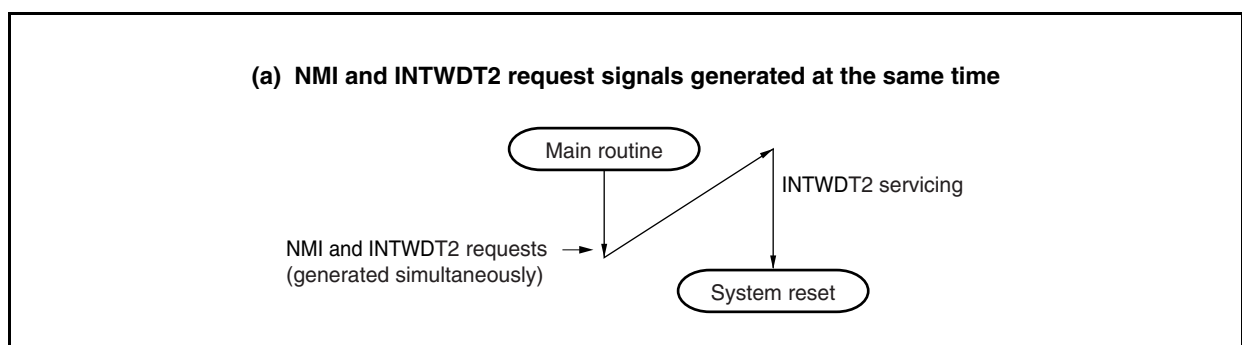 (a) NMI and INTWDT2 request signals generated at the same time
Main routine
INTWDT2 servicing
NMI and INTWDT2 requests
(generated simultaneously)
System reset